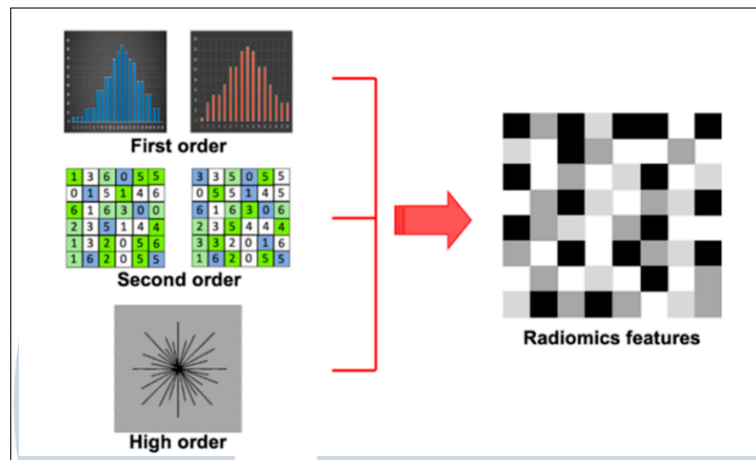 First order
1 3 6 0 5 5
0 1 5 1 4 6
6 1 6 3 0 0
2 3 5 1 4 4
1 3 2 0 5 6
1 6 2 0 5 5
3 3 5 0 5 5
0 5 5 1 4 5
6 1 6 3 0 6
2 3 5 4 4 4
3 3 2 0 1 6
1 6 2 0 5 5
Second order
High order
Radiomics features